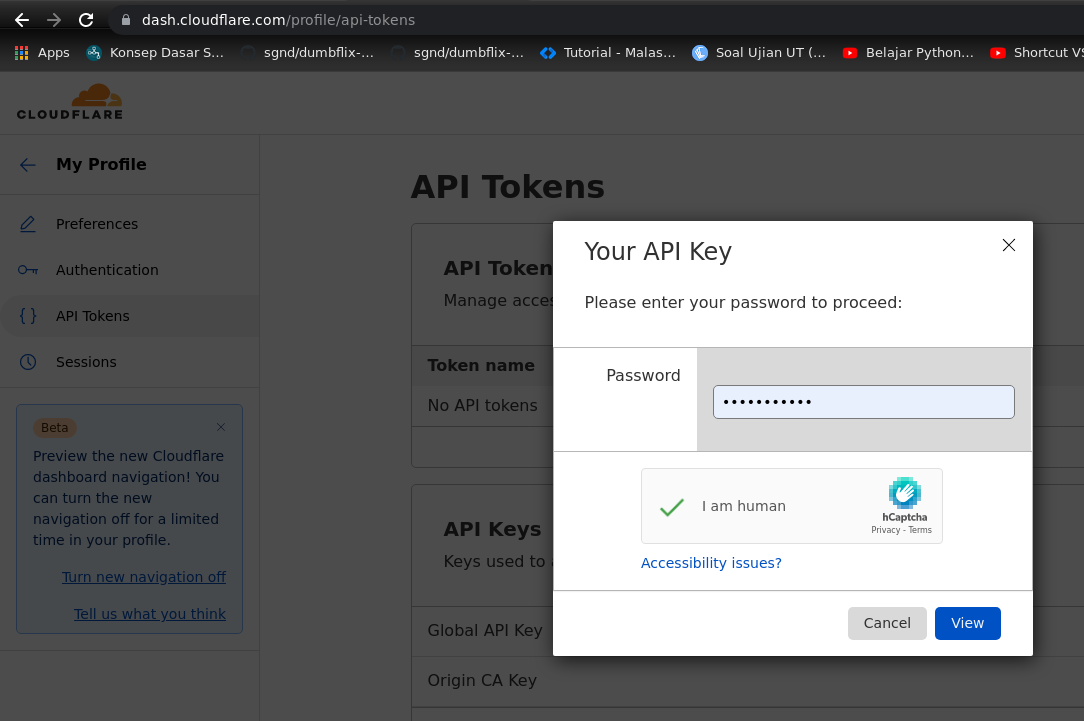 dash.cloudflare.com/profile/api-tokens
Apps Konsep Dasar S... sgnd/dumbflix-... sgnd/dumbflix-... Tutorial - Malas... Soal Ujian UT (... Belajar Python... Shortcut VS
CLOUDFLARE
My Profile
Preferences
Authentication
{ } API Tokens
Sessions
Beta
Preview the new Cloudflare
dashboard navigation! You
can turn the new
navigation off for a limited
time in your profile.
Turn new navigation off
Tell us what you think
API Tokens
API Token
Manage acce
Token name
No API tokens
API Keys
Keys used to
Global API Key
Origin CA Key
Your API Key
Please enter your password to proceed:
Password
•••••••••••
I am human
hCaptcha
Privacy - Terms
Accessibility issues?
Cancel View